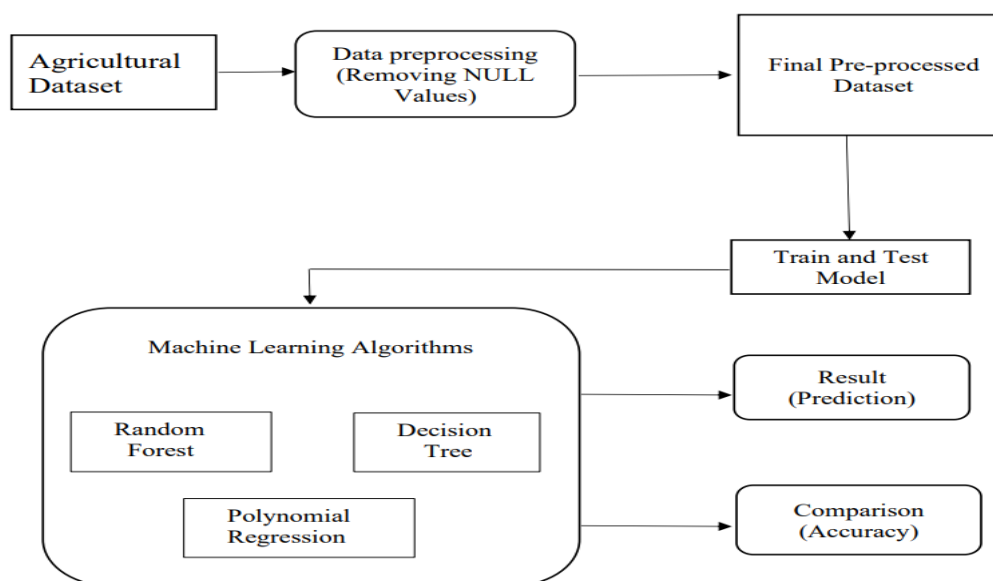 Agricultural
Dataset
Data preprocessing
(Removing NULL
Values)
Final Pre-processed
Dataset
Train and Test
Model
Machine Learning Algorithms
Random
Forest
Decision
Tree
Polynomial
Regression
Result
(Prediction)
Comparison
(Accuracy)